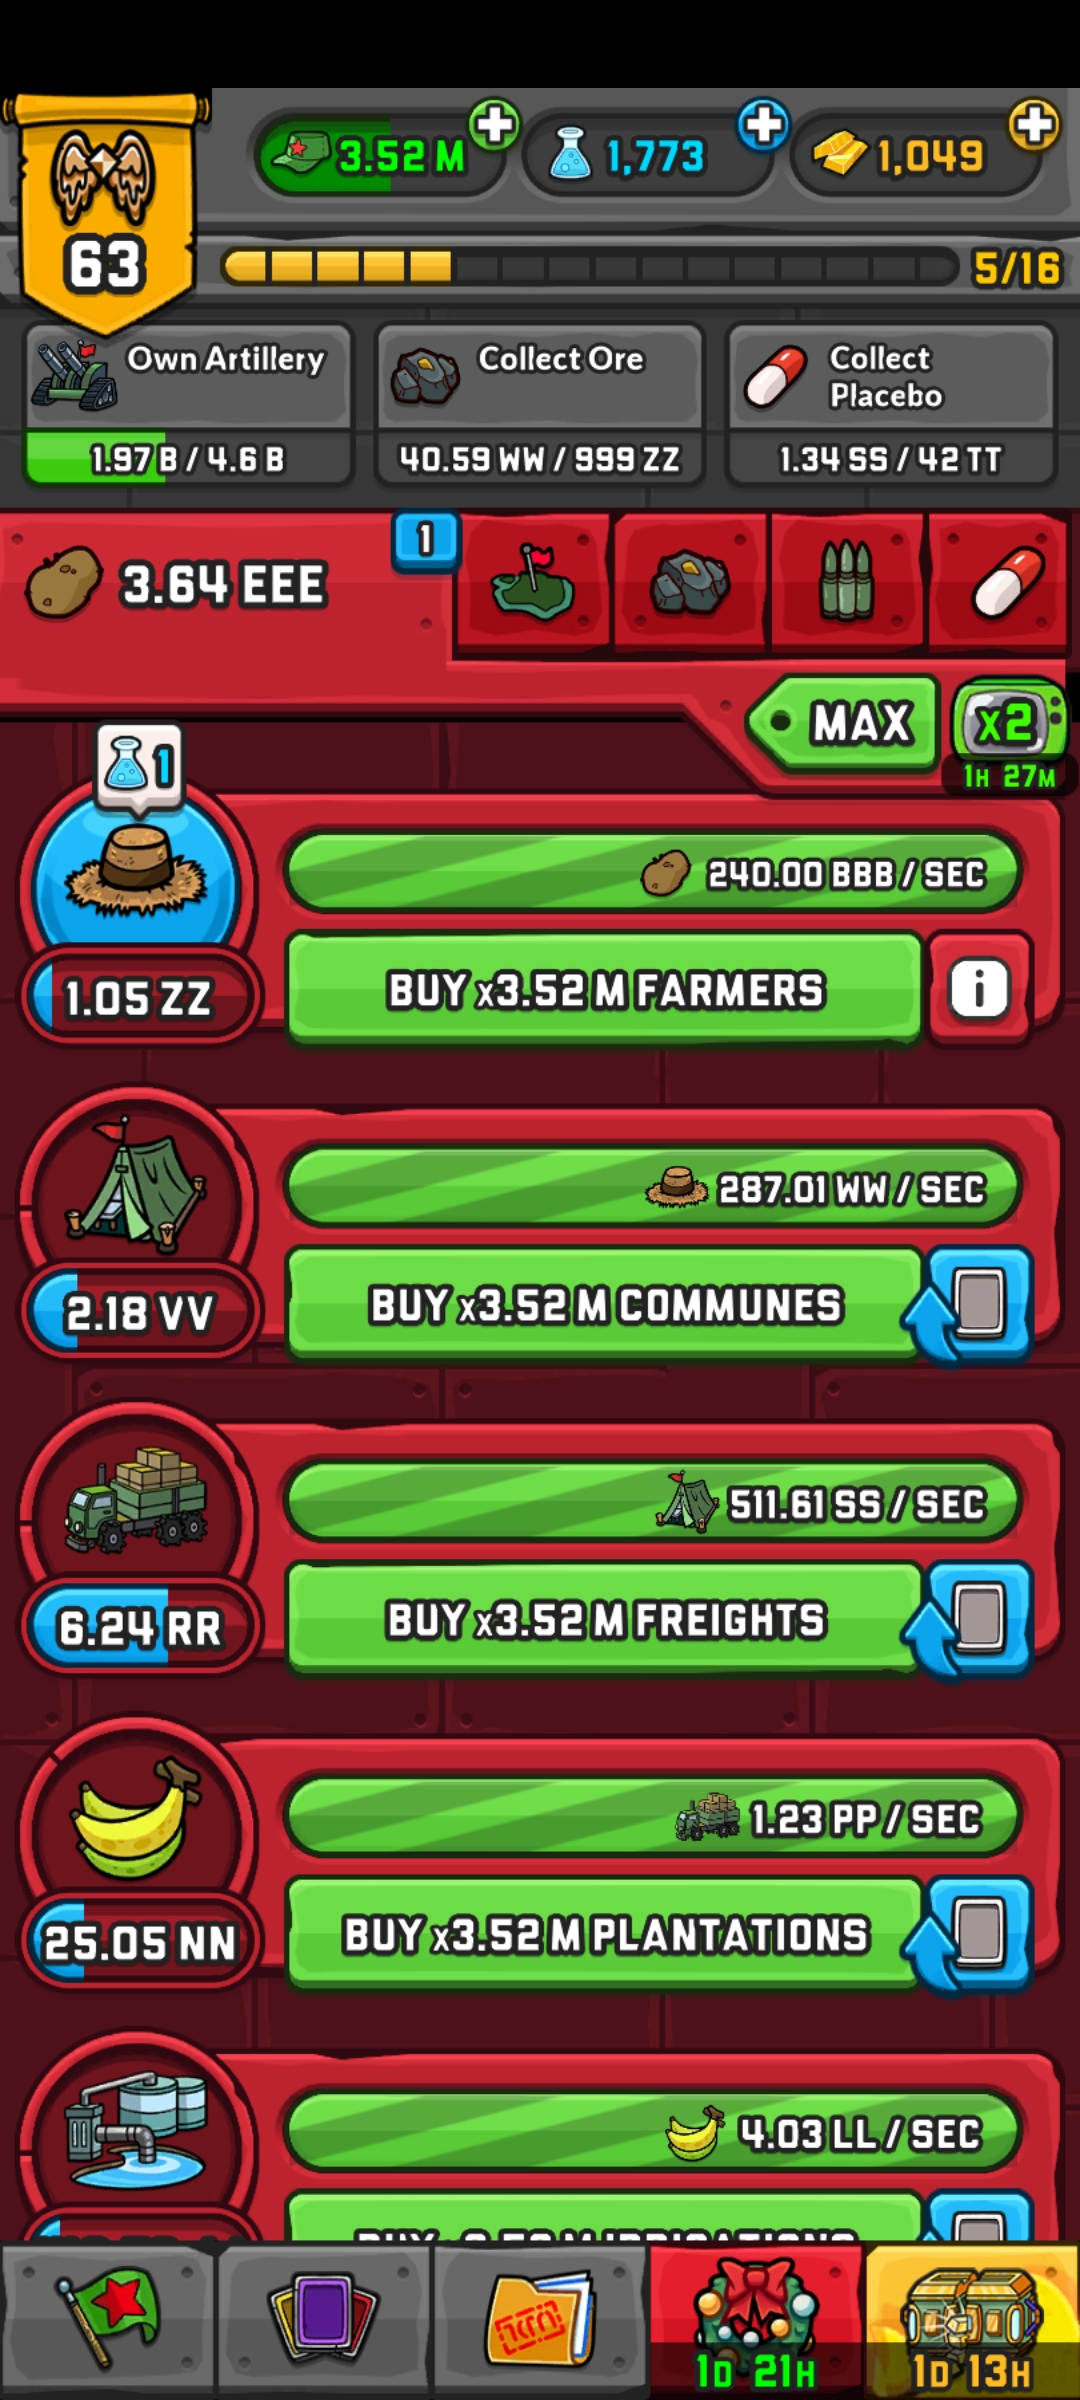 3.52 M
1,773
1,049
63
5/16
Own Artillery
1.97 B / 4.6 B
Collect Ore
40.59 WW / 999 ZZ
Collect
Placebo
1.34 SS / 42 TT
3.64 EEE
1
MAX
x2
1H 27M
1
240.00 BBB / SEC
1.05 ZZ
BUY x3.52 M FARMERS
i
287.01 WW / SEC
2.18 VV
BUY x3.52 M COMMUNES
511.61 SS / SEC
6.24 RR
BUY x3.52 M FREIGHTS
1.23 PP / SEC
25.05 NN
BUY x3.52 M PLANTATIONS
4.03 LL / SEC
BUY x3.52 M IRRIGATIONS
1D 21H
1D 13H